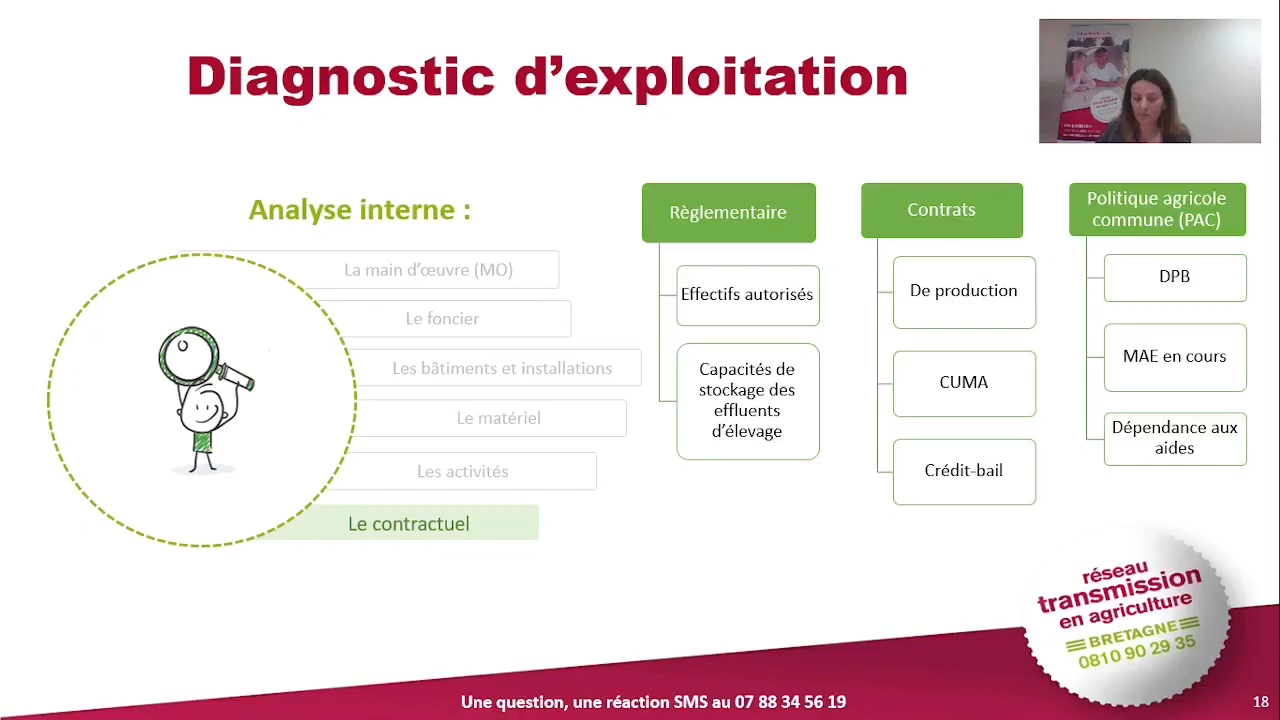 Diagnostic d'exploitation
Analyse interne :
La main d'œuvre (MO)
Le foncier
Les bâtiments et installations
Le matériel
Les activités
Le contractuel
Règlementaire
Effectifs autorisés
Capacités de
stockage des
effluents
d'élevage
Contrats
De production
CUMA
Crédit-bail
Politique agricole
commune (PAC)
DPB
MAE en cours
Dépendance aux
aides
réseau
transmission
en agriculture
BRETAGNE
0810 90 29 35
Une question, une réaction SMS au 07 88 34 56 19
18